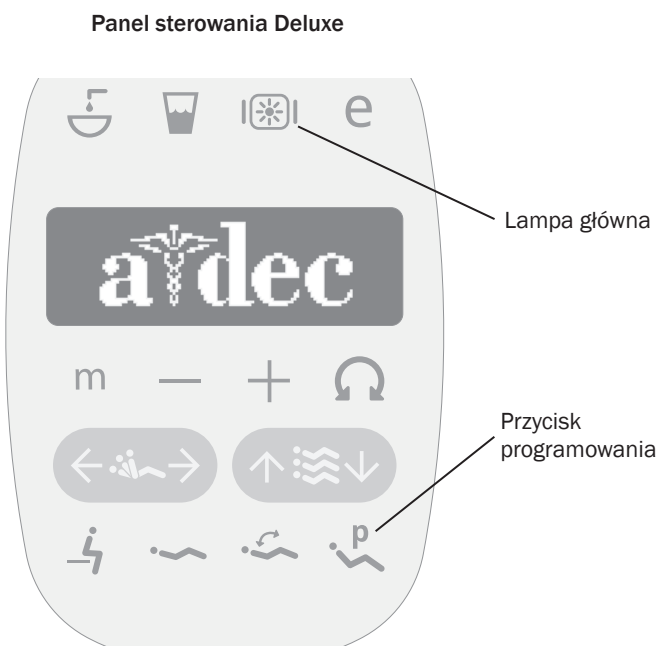 Panel sterowania Deluxe
e
Lampa główna
a dec
m
Przycisk
programowania
p